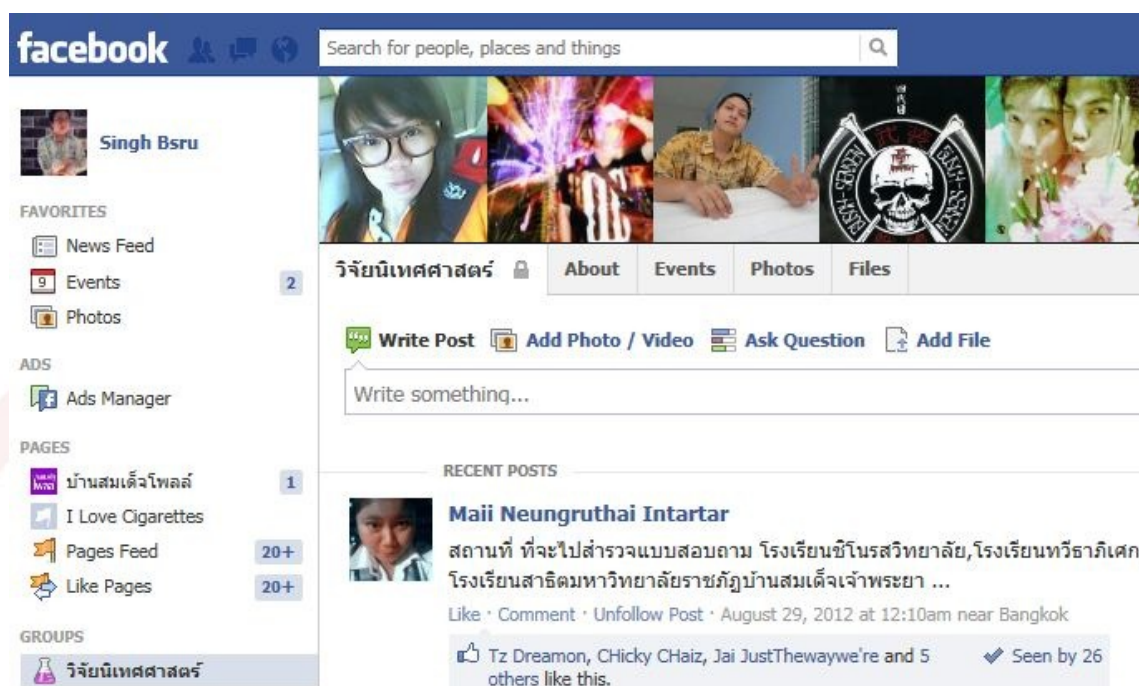 facebook
Search for people, places and things
Singh Bsru
FAVORITES
News Feed
9 Events 2
Photos
ADS
Ads Manager
PAGES
บ้านสมเด็จโพลล์ 1
I Love Cigarettes
Pages Feed 20+
Like Pages 20+
GROUPS
วิจัยนิเทศศาสตร์
วิจัยนิเทศศาสตร์ About Events Photos Files
Write Post Add Photo / Video Ask Question Add File
Write something...
RECENT POSTS
Maii Neungruthai Intartar
สถานที่ ที่จะไปสำรวจแบบสอบถาม โรงเรียนชิโนรสวิทยาลัย,โรงเรียนทวีธาภิเศก
โรงเรียนสาธิตมหาวิทยาลัยราชภัฏบ้านสมเด็จเจ้าพระยา ...
Like · Comment · Unfollow Post · August 29, 2012 at 12:10am near Bangkok
Tz Dreamon, CHicky CHaiz, Jai JustThewaywe're and 5 Seen by 26
others like this.